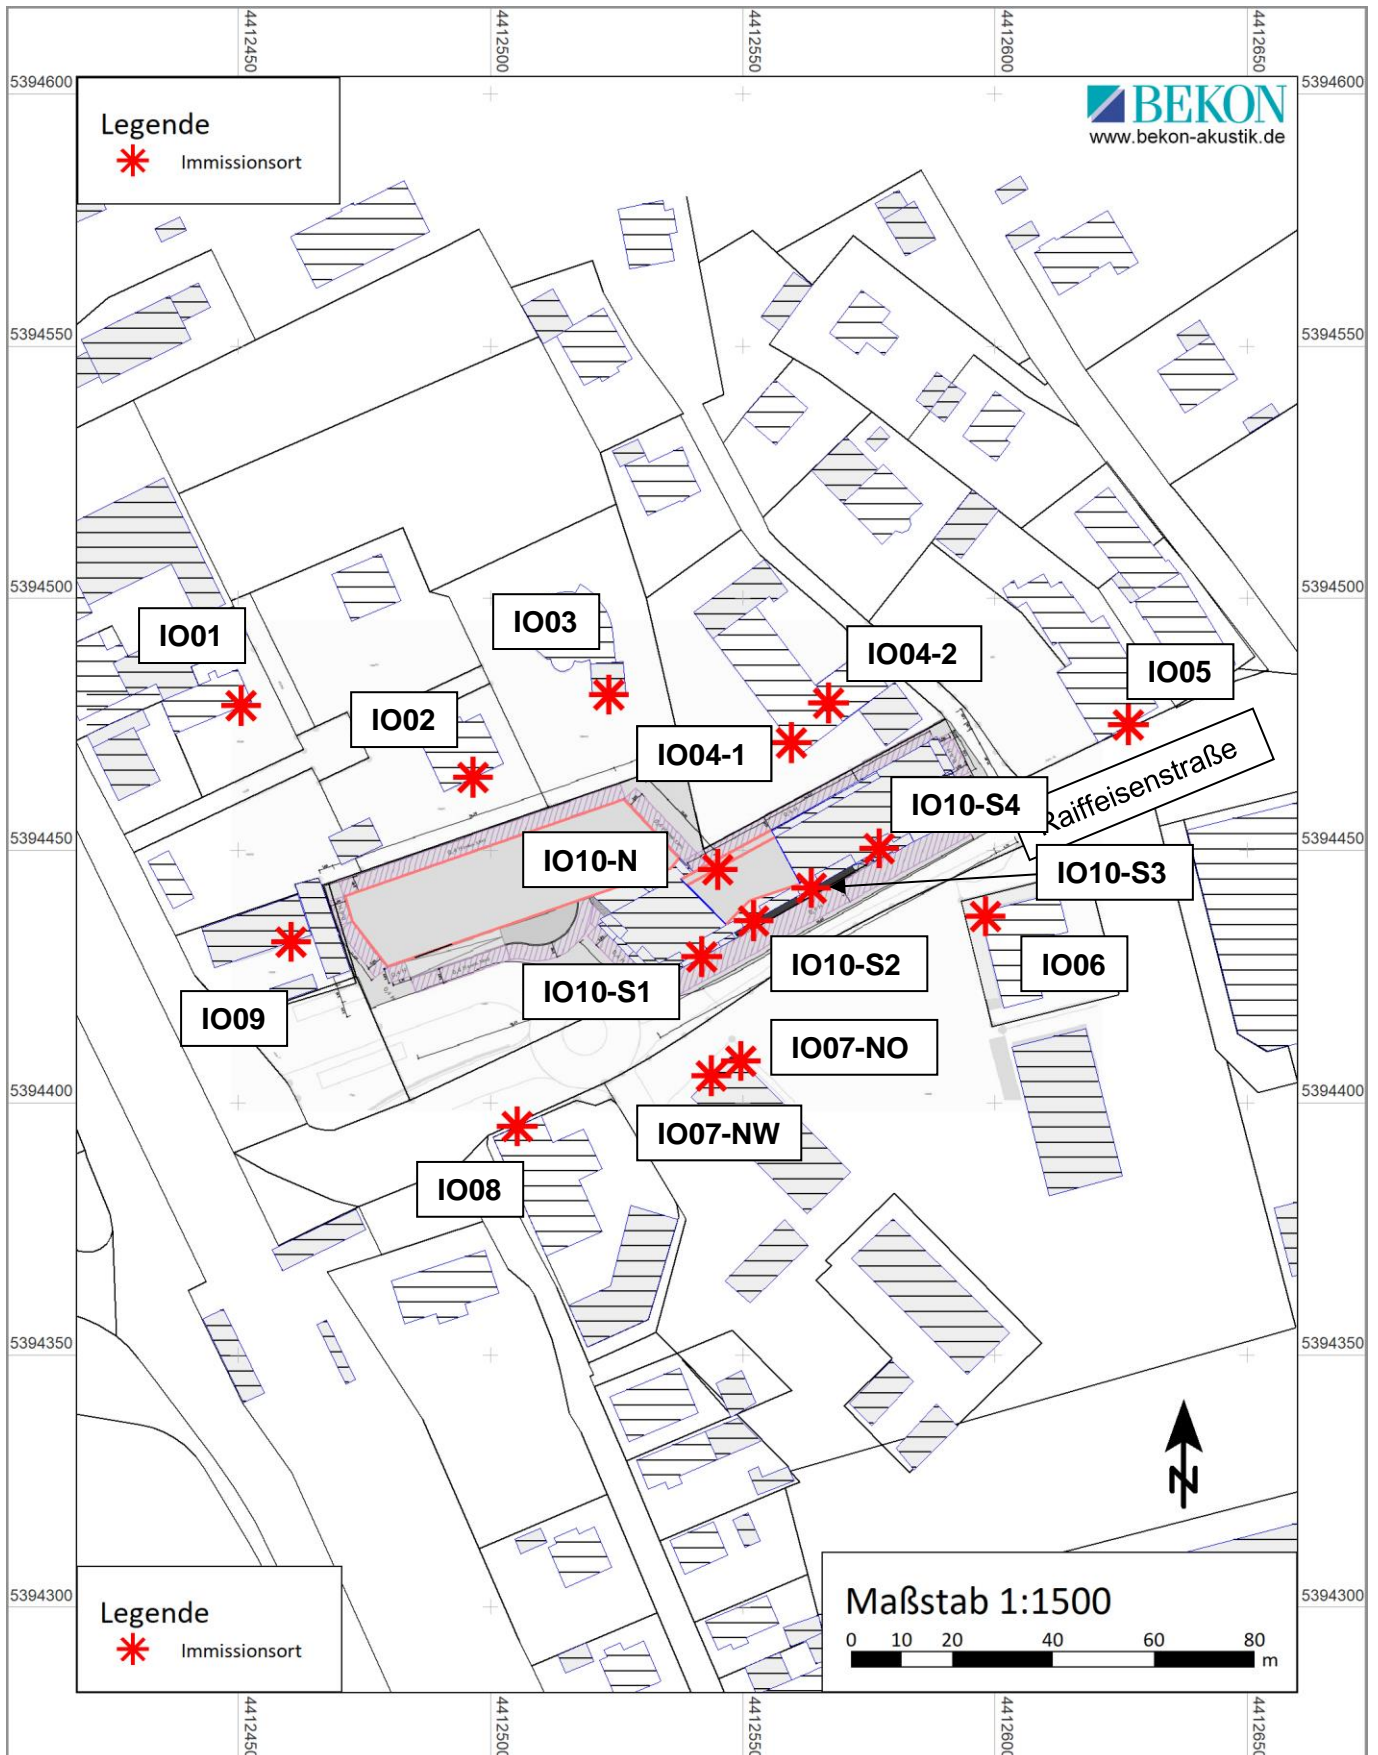 4412450
4412500
4412550
4412600
4412650
5394600
5394600
Legende
Immissionsort
BEKON
www.bekon-akustik.de
5394550
5394550
5394500
5394500
IO01
IO03
IO04-2
IO05
IO02
IO04-1
Raiffeisenstraße
IO10-S4
5394450
5394450
IO10-N
IO10-S3
IO10-S2
IO06
IO10-S1
IO09
IO07-NO
5394400
5394400
IO07-NW
IO08
5394350
5394350
N
5394300
5394300
Legende
Immissionsort
Maßstab 1:1500
0 10 20 40 60 80
m
4412450
4412500
4412550
4412600
4412650